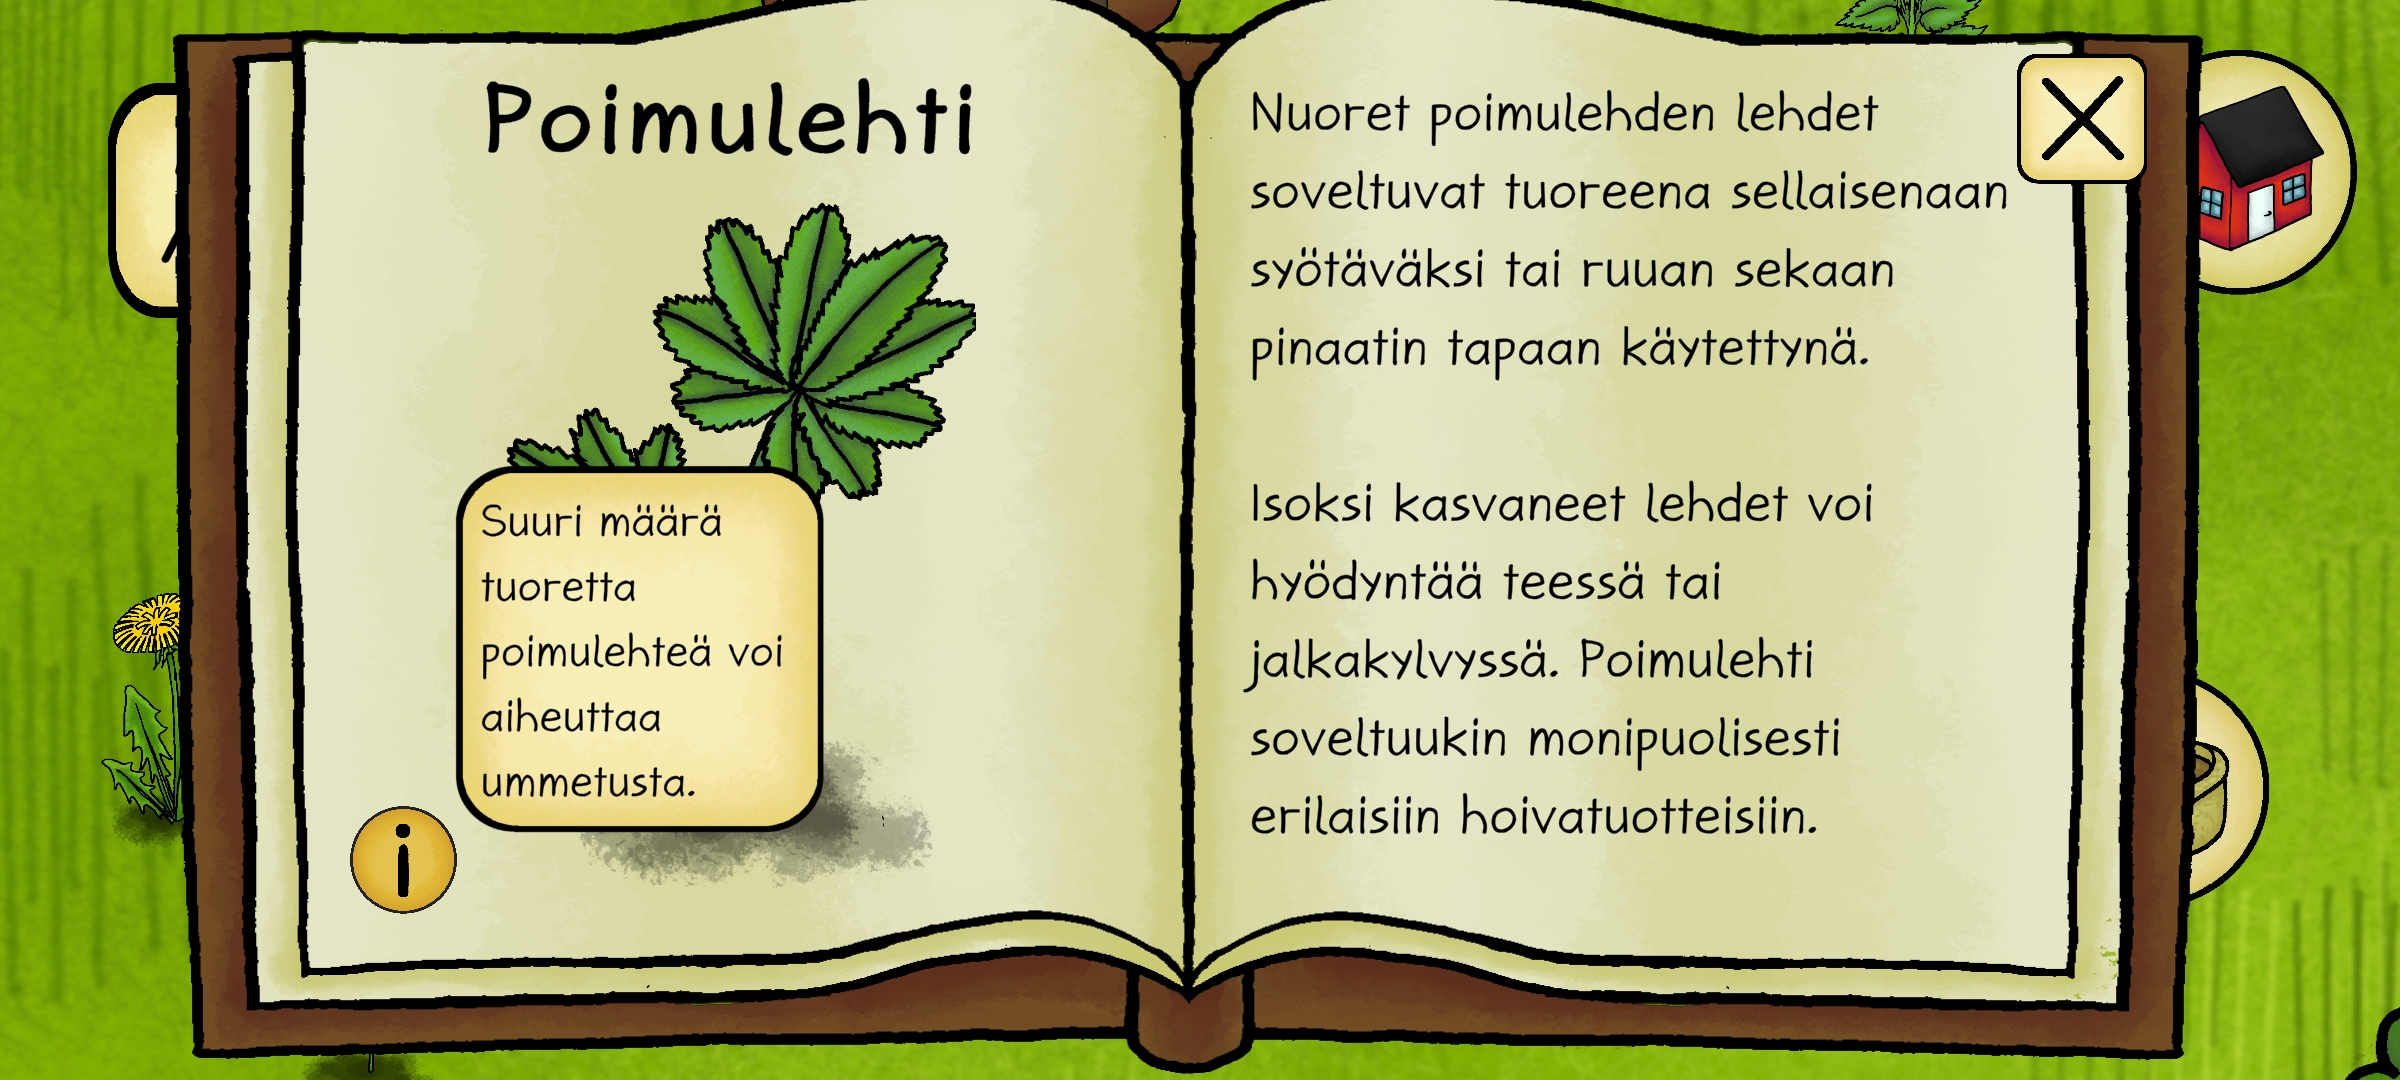 Poimulehti
Suuri määrä
tuoretta
poimulehteä voi
aiheuttaa
ummetusta.
i
Nuoret poimulehden lehdet
soveltuvat tuoreena sellaisenaan
syötäväksi tai ruuan sekaan
pinaatin tapaan käytettynä.
Isoksi kasvaneet lehdet voi
hyödyntää teessä tai
jalkakylvyssä. Poimulehti
soveltuukin monipuolisesti
erilaisiin hoivatuotteisiin.